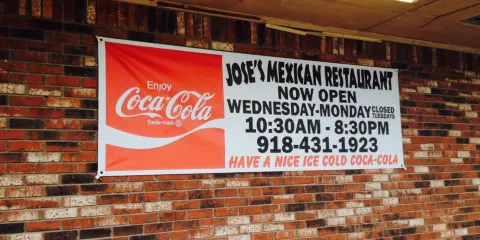 Enjoy
Coca-Cola
Trade-mark ®
JOSE'S MEXICAN RESTAURANT
NOW OPEN
WEDNESDAY-MONDAY CLOSED TUESDAYS
10:30AM - 8:30PM
918-431-1923
HAVE A NICE ICE COLD COCA-COLA